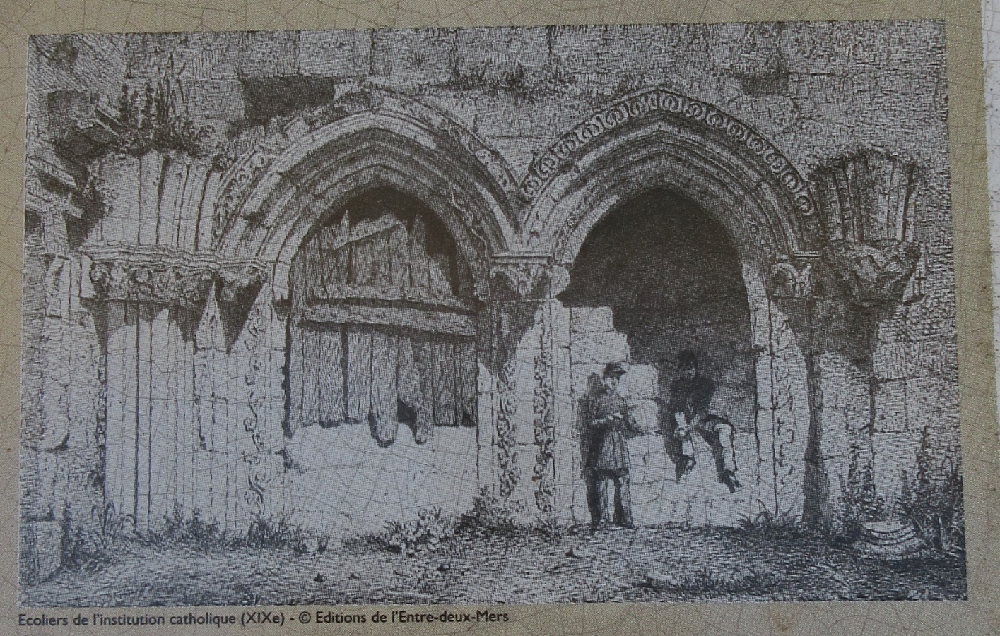 Ecoliers de l'institution catholique (XIXe) - © Editions de l'Entre-deux-Mers